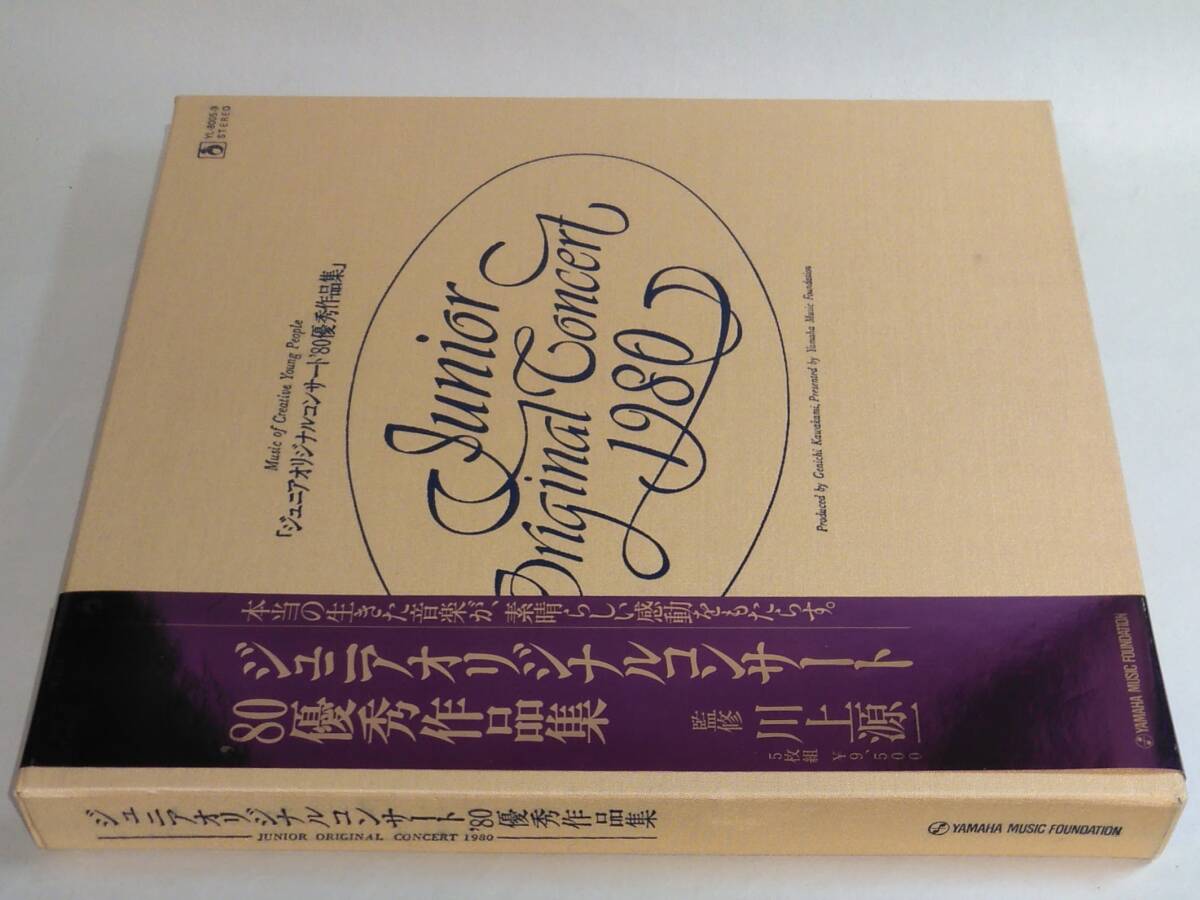 YL-8005-9
STEREO
Music of Creative Young People
「ジュニアオリジナルコンサート'80優秀作品集」
Junior
Original Concert
1980
Produced by Genichi Kawakami, Presented by Yamaha Music Foundation
本当の生きた音楽が、素晴らしい感動をもたらす。
ジュニアオリジナルコンサート
'80優秀作品集
監修 川上源一
5枚組 ¥9,500
YAMAHA MUSIC FOUNDATION
ジュニアオリジナルコンサート'80優秀作品集
JUNIOR ORIGINAL CONCERT 1980
YAMAHA MUSIC FOUNDATION